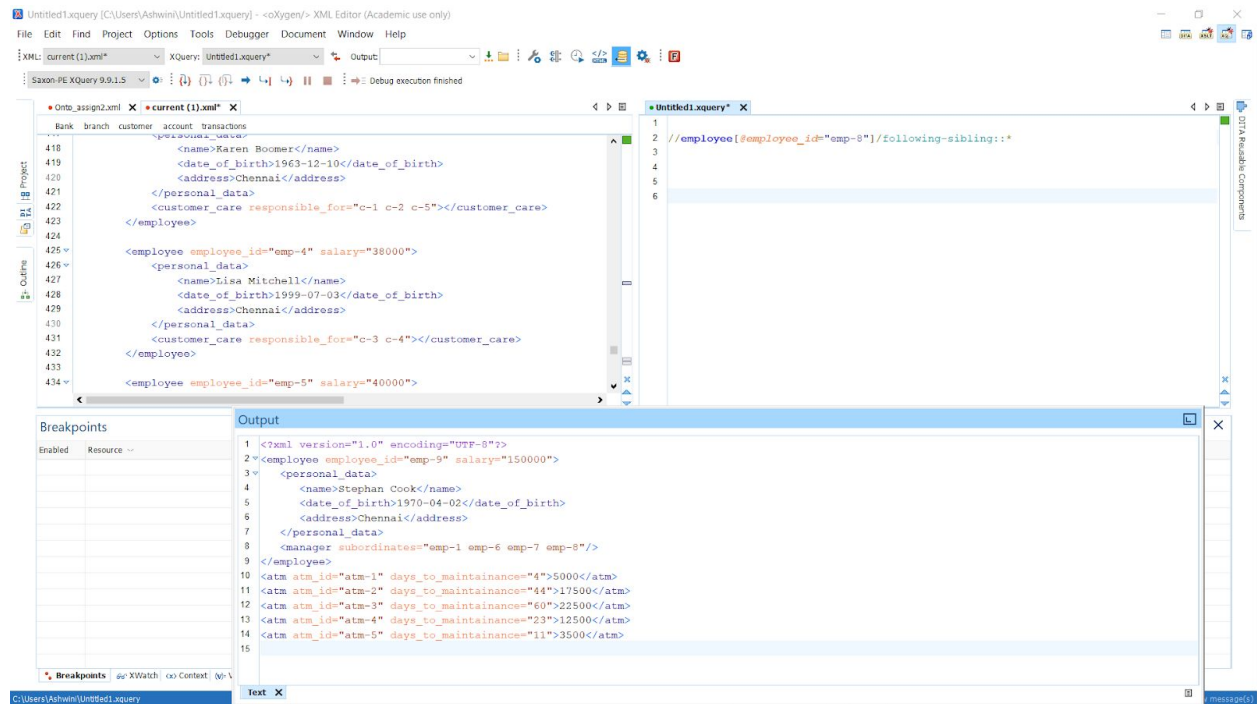 Untitled1.xquery [C:\Users\Ashwini\Untitled1.xquery] - <oXygen/> XML Editor (Academic use only)
File Edit Find Project Options Tools Debugger Document Window Help
XML: current (1).xml* XQuery: Untitled1.xquery* Output:
Saxon-PE XQuery 9.9.1.5 Debug execution finished
Onto_assign2.xml current (1).xml*
Bank branch customer account transactions
<personal_data>
418 <name>Karen Boomer</name>
419 <date_of_birth>1963-12-10</date_of_birth>
420 <address>Chennai</address>
421 </personal_data>
422 <customer_care responsible_for="c-1 c-2 c-5"></customer_care>
423 </employee>
424
425 <employee employee_id="emp-4" salary="38000">
426 <personal_data>
427 <name>Lisa Mitchell</name>
428 <date_of_birth>1999-07-03</date_of_birth>
429 <address>Chennai</address>
430 </personal_data>
431 <customer_care responsible_for="c-3 c-4"></customer_care>
432 </employee>
433
434 <employee employee_id="emp-5" salary="40000">
Untitled1.xquery*
1
2 //employee[@employee_id="emp-8"]/following-sibling::*
3
4
5
6
Project
Outline
DITA Reusable Components
Breakpoints
Enabled Resource
Output
1 <?xml version="1.0" encoding="UTF-8"?>
2 <employee employee_id="emp-9" salary="150000">
3 <personal_data>
4 <name>Stephan Cook</name>
5 <date_of_birth>1970-04-02</date_of_birth>
6 <address>Chennai</address>
7 </personal_data>
8 <manager subordinates="emp-1 emp-6 emp-7 emp-8"/>
9 </employee>
10 <atm atm_id="atm-1" days_to_maintainance="4">5000</atm>
11 <atm atm_id="atm-2" days_to_maintainance="44">17500</atm>
12 <atm atm_id="atm-3" days_to_maintainance="60">22500</atm>
13 <atm atm_id="atm-4" days_to_maintainance="23">12500</atm>
14 <atm atm_id="atm-5" days_to_maintainance="11">3500</atm>
15
Breakpoints XWatch Context
Text
C:\Users\Ashwini\Untitled1.xquery
message(s)